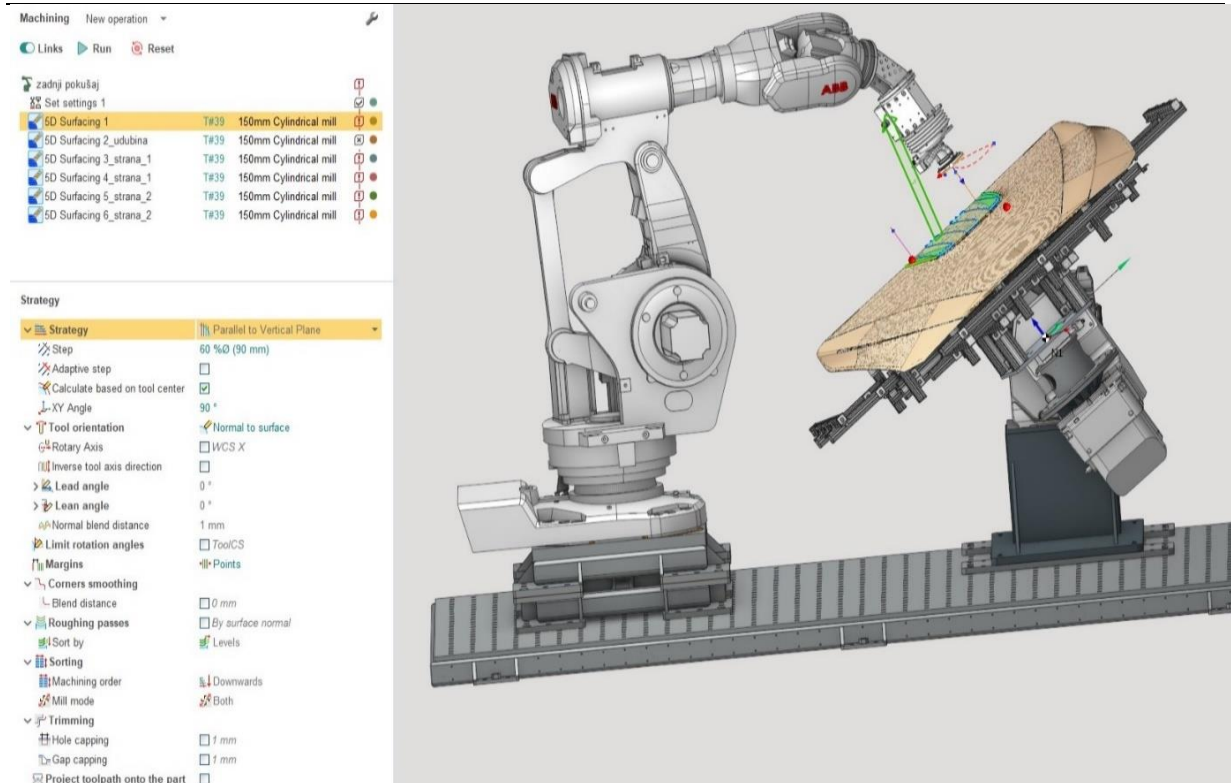 Machining New operation
Links Run Reset
zadnji pokušaj
Set settings 1
5D Surfacing 1 T#39 150mm Cylindrical mill
5D Surfacing 2_udubina T#39 150mm Cylindrical mill
5D Surfacing 3_strana_1 T#39 150mm Cylindrical mill
5D Surfacing 4_strana_1 T#39 150mm Cylindrical mill
5D Surfacing 5_strana_2 T#39 150mm Cylindrical mill
5D Surfacing 6_strana_2 T#39 150mm Cylindrical mill
Strategy
Strategy Parallel to Vertical Plane
Step 60 %Ø (90 mm)
Adaptive step
Calculate based on tool center
XY Angle 90 °
Tool orientation Normal to surface
Rotary Axis WCS X
Inverse tool axis direction
Lead angle 0 °
Lean angle 0 °
Normal blend distance 1 mm
Limit rotation angles ToolCS
Margins Points
Corners smoothing
Blend distance 0 mm
Roughing passes By surface normal
Sort by Levels
Sorting
Machining order Downwards
Mill mode Both
Trimming
Hole capping 1 mm
Gap capping 1 mm
Project toolpath onto the part
ABB
N1